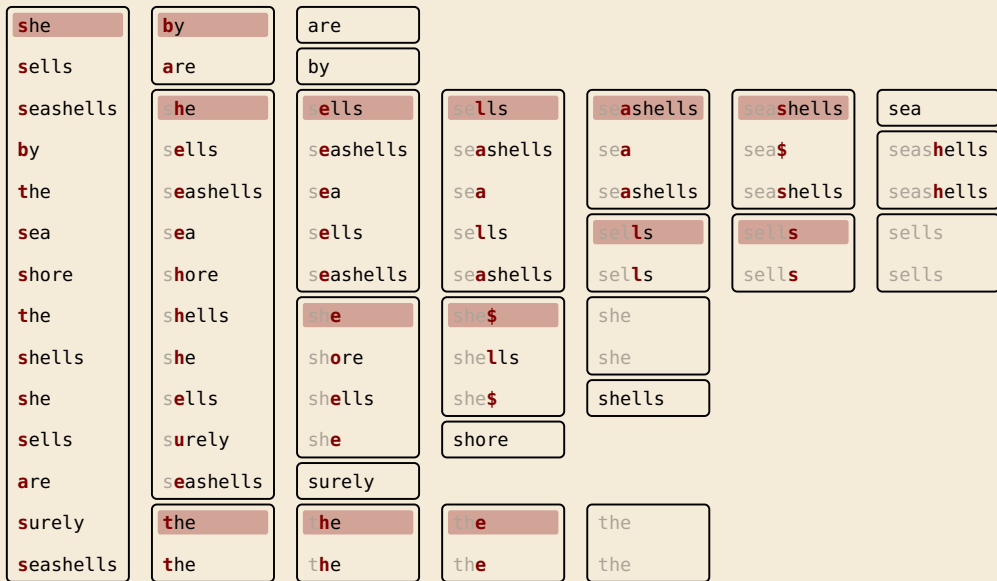 she by are
sells are by
seashells she sells sells seashells seashells sea
by sells seashells seashells sea sea$ seashells
the seashells sea sea seashells seashells seashells
sea sea sells sells sells sells sells
shore shore seashells seashells sells sells sells
the shells she she$ she
shells she shore shells she
she sells shells she$ shells
sells surely she shore
are seashells surely
surely the the the the
seashells the the the the